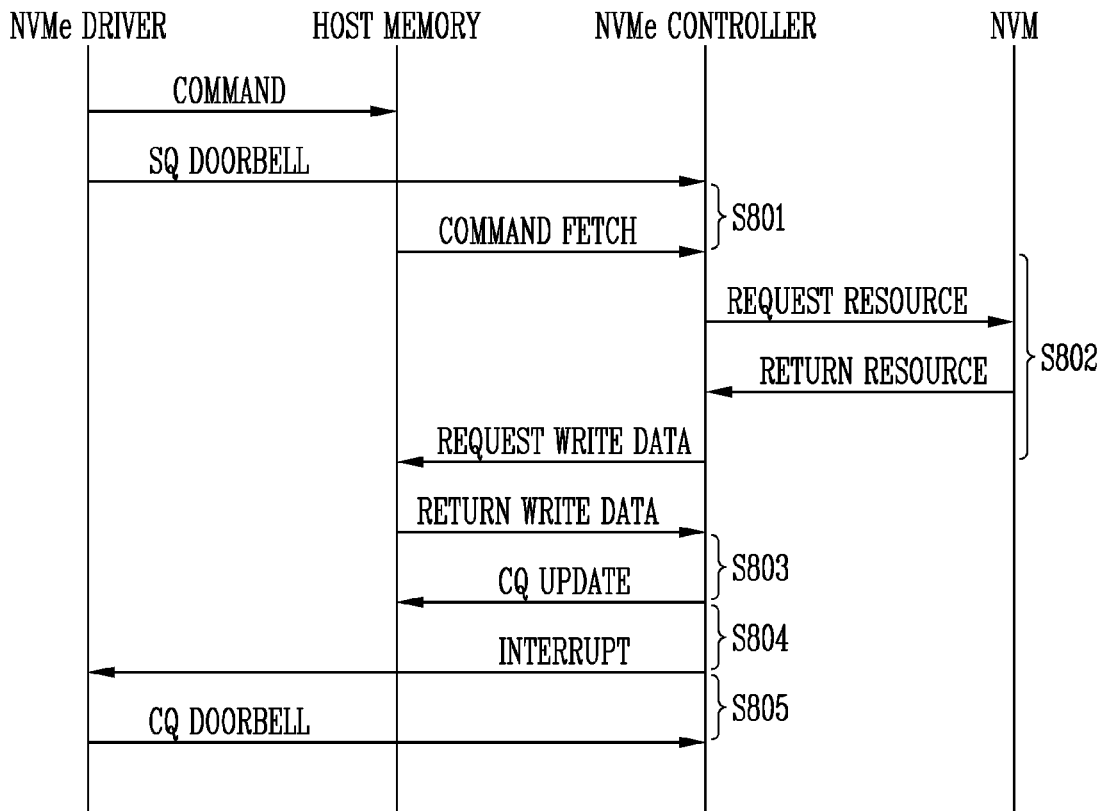 NVMe DRIVER HOST MEMORY NVMe CONTROLLER NVM
COMMAND
SQ DOORBELL
S801
COMMAND FETCH
REQUEST RESOURCE
S802
RETURN RESOURCE
REQUEST WRITE DATA
RETURN WRITE DATA
S803
CQ UPDATE
S804
INTERRUPT
S805
CQ DOORBELL